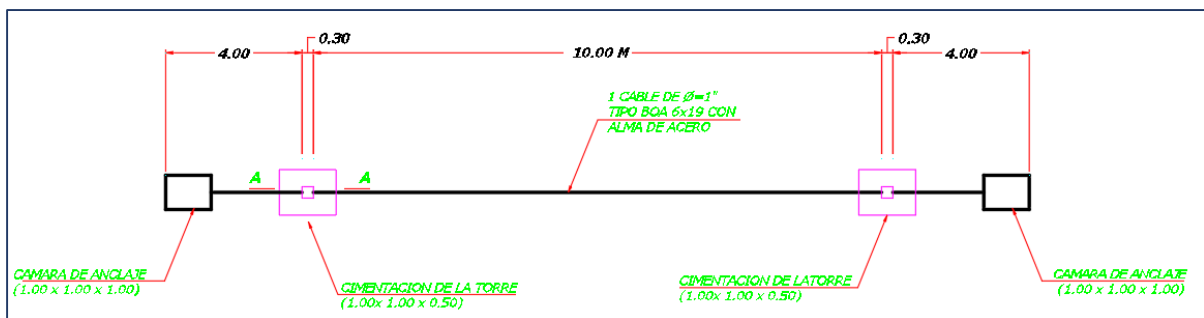 0.30
0.30
4.00
10.00 M
4.00
1 CABLE DE Ø=1"
TIPO BOA 6x19 CON
ALMA DE ACERO
A
A
CAMARA DE ANCLAJE
(1.00 x 1.00 x 1.00)
CIMENTACION DE LA TORRE
(1.00x 1.00 x 0.50)
CIMENTACION DE LATORRE
(1.00x 1.00 x 0.50)
CAMARA DE ANCLAJE
(1.00 x 1.00 x 1.00)